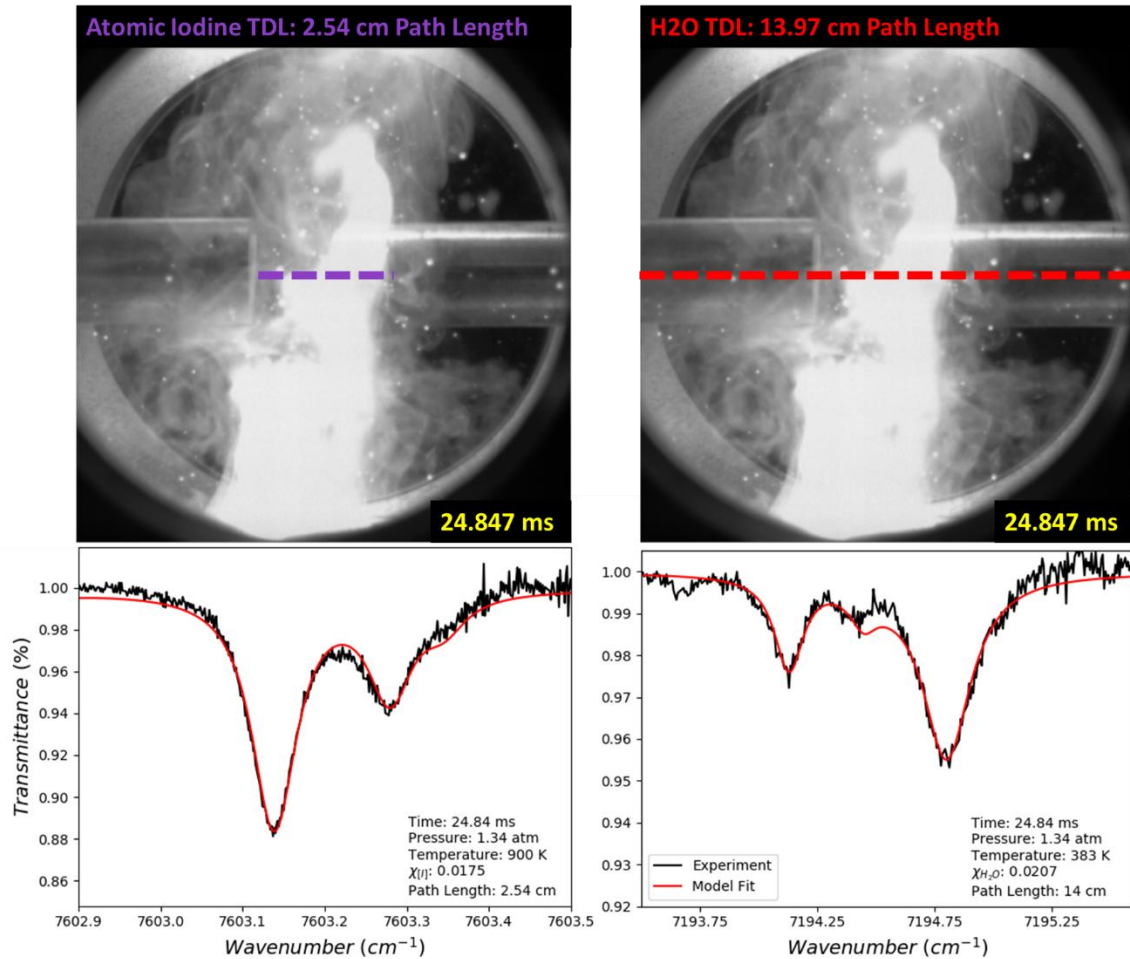 Atomic Iodine TDL: 2.54 cm Path Length
24.847 ms
H2O TDL: 13.97 cm Path Length
24.847 ms
Transmittance (%)
1.00
0.98
0.96
0.94
0.92
0.90
0.88
0.86
7602.9 7603.0 7603.1 7603.2 7603.3 7603.4 7603.5
Wavenumber (cm⁻¹)
Time: 24.84 ms
Pressure: 1.34 atm
Temperature: 900 K
χ[I]: 0.0175
Path Length: 2.54 cm
1.00
0.99
0.98
0.97
0.96
0.95
0.94
0.93
0.92
7193.75 7194.25 7194.75 7195.25
Wavenumber (cm⁻¹)
Experiment
Model Fit
Time: 24.84 ms
Pressure: 1.34 atm
Temperature: 383 K
χH₂O: 0.0207
Path Length: 14 cm